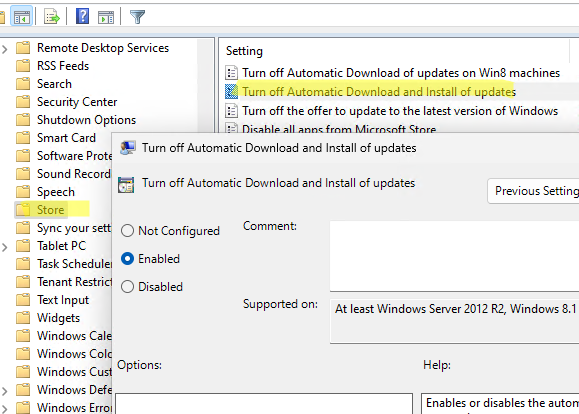 Remote Desktop Services
RSS Feeds
Search
Security Center
Shutdown Options
Smart Card
Software Prote
Sound Record
Speech
Store
Sync your sett
Tablet PC
Task Scheduler
Tenant Restrict
Text Input
Widgets
Windows Cale
Windows Colo
Windows Cust
Windows Defe
Windows Error
Setting
Turn off Automatic Download of updates on Win8 machines
Turn off Automatic Download and Install of updates
Turn off the offer to update to the latest version of Windows
Disable all apps from Microsoft Store
Turn off Automatic Download and Install of updates
Turn off Automatic Download and Install of updates
Previous Setting
Not Configured
Enabled
Disabled
Comment:
Supported on:
At least Windows Server 2012 R2, Windows 8.1
Options:
Help:
Enables or disables the autom